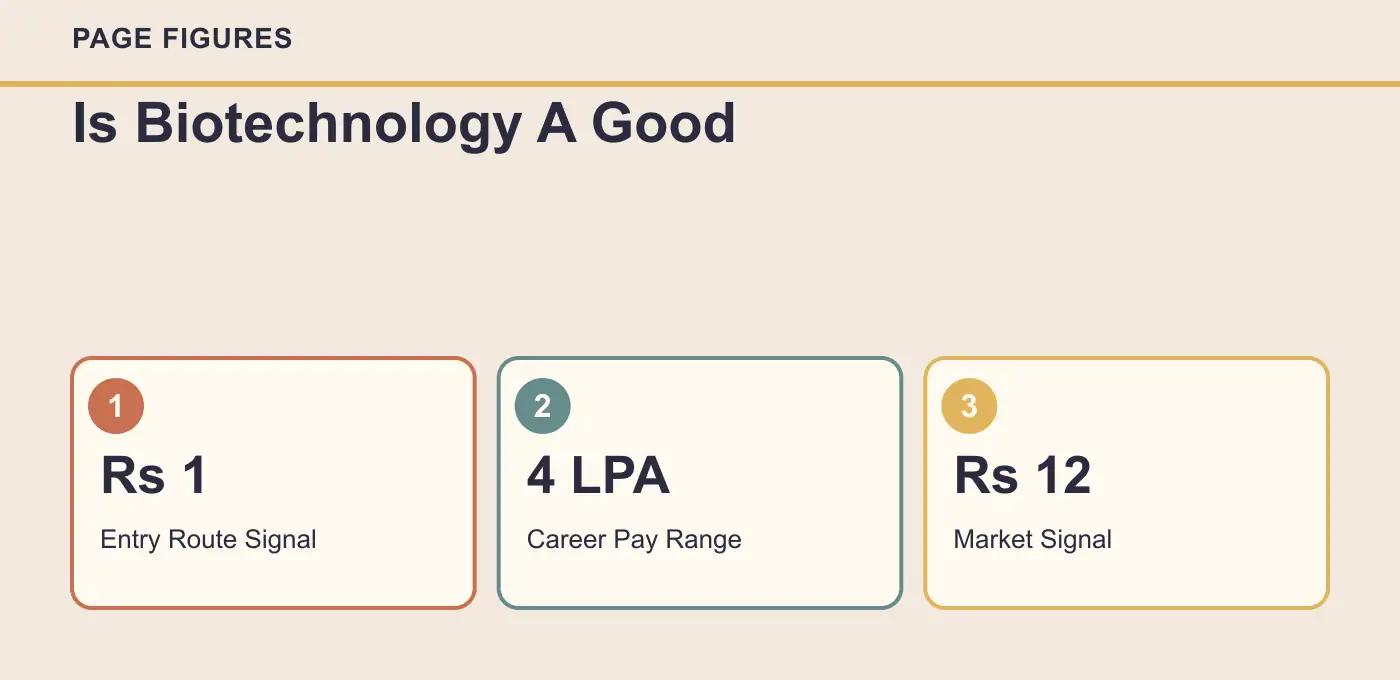 PAGE FIGURES
Is Biotechnology A Good
1
Rs 1
Entry Route Signal
2
4 LPA
Career Pay Range
3
Rs 12
Market Signal